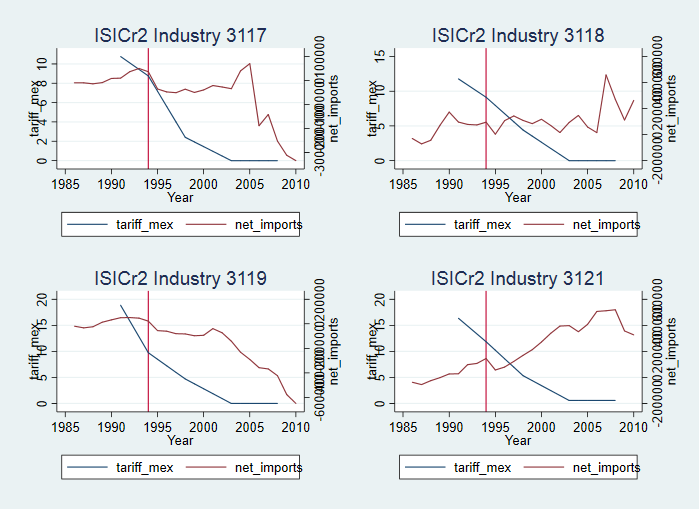 ISICr2 Industry 3117
tariff_mex
0 2 4 6 8 10
net_imports
1985 1990 1995 2000 2005 2010
Year
tariff_mex net_imports
ISICr2 Industry 3118
tariff_mex
0 5 10 15
net_imports
1985 1990 1995 2000 2005 2010
Year
tariff_mex net_imports
ISICr2 Industry 3119
tariff_mex
0 5 10 15 20
net_imports
1985 1990 1995 2000 2005 2010
Year
tariff_mex net_imports
ISICr2 Industry 3121
tariff_mex
0 5 10 15 20
net_imports
1985 1990 1995 2000 2005 2010
Year
tariff_mex net_imports